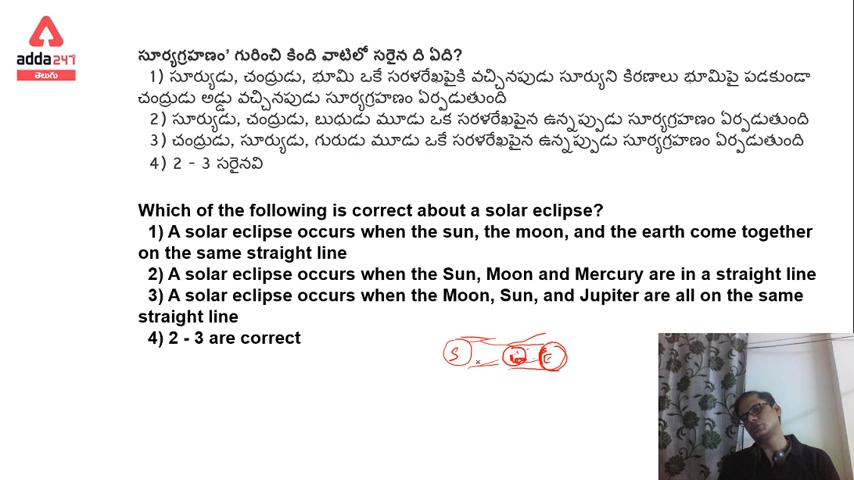 adda247
తెలుగు
సూర్యగ్రహణం' గురించి కింది వాటిలో సరైన ది ఏది?
1) సూర్యుడు, చంద్రుడు, భూమి ఒకే సరళరేఖపైకి వచ్చినపుడు సూర్యుని కిరణాలు భూమిపై పడకుండా
చంద్రుడు అడ్డు వచ్చినపుడు సూర్యగ్రహణం ఏర్పడుతుంది
2) సూర్యుడు, చంద్రుడు, బుధుడు మూడు ఒక సరళరేఖపైన ఉన్నప్పుడు సూర్యగ్రహణం ఏర్పడుతుంది
3) చంద్రుడు, సూర్యుడు, గురుడు మూడు ఒకే సరళరేఖపైన ఉన్నప్పుడు సూర్యగ్రహణం ఏర్పడుతుంది
4) 2 - 3 సరైనవి
Which of the following is correct about a solar eclipse?
1) A solar eclipse occurs when the sun, the moon, and the earth come together
on the same straight line
2) A solar eclipse occurs when the Sun, Moon and Mercury are in a straight line
3) A solar eclipse occurs when the Moon, Sun, and Jupiter are all on the same
straight line
4) 2 - 3 are correct
S E